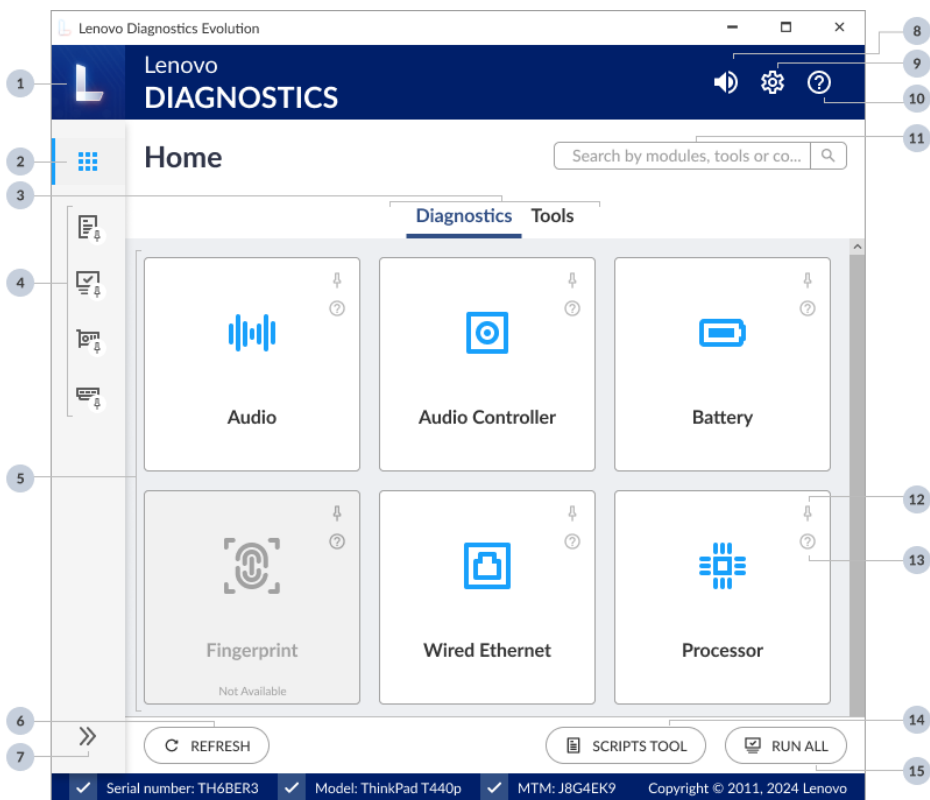 Lenovo Diagnostics Evolution
8
9
1
L
Lenovo
DIAGNOSTICS
10
11
2
Home
Search by modules, tools or co...
3
Diagnostics Tools
4
Audio
Audio Controller
Battery
5
12
13
Fingerprint
Wired Ethernet
Processor
Not Available
6
14
7
REFRESH
SCRIPTS TOOL
RUN ALL
15
Serial number: TH6BER3
Model: ThinkPad T440p
MTM: J8G4EK9
Copyright © 2011, 2024 Lenovo